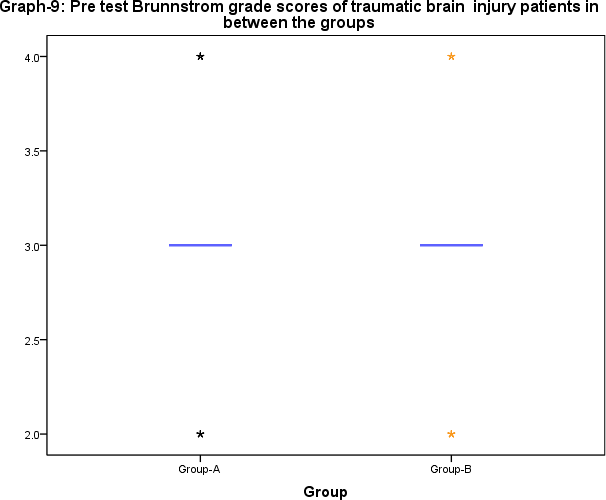 Graph-9: Pre test Brunnstrom grade scores of traumatic brain  injury patients in
between the groups
4.0
3.5
3.0
2.5
2.0
Group-A
Group-B
Group